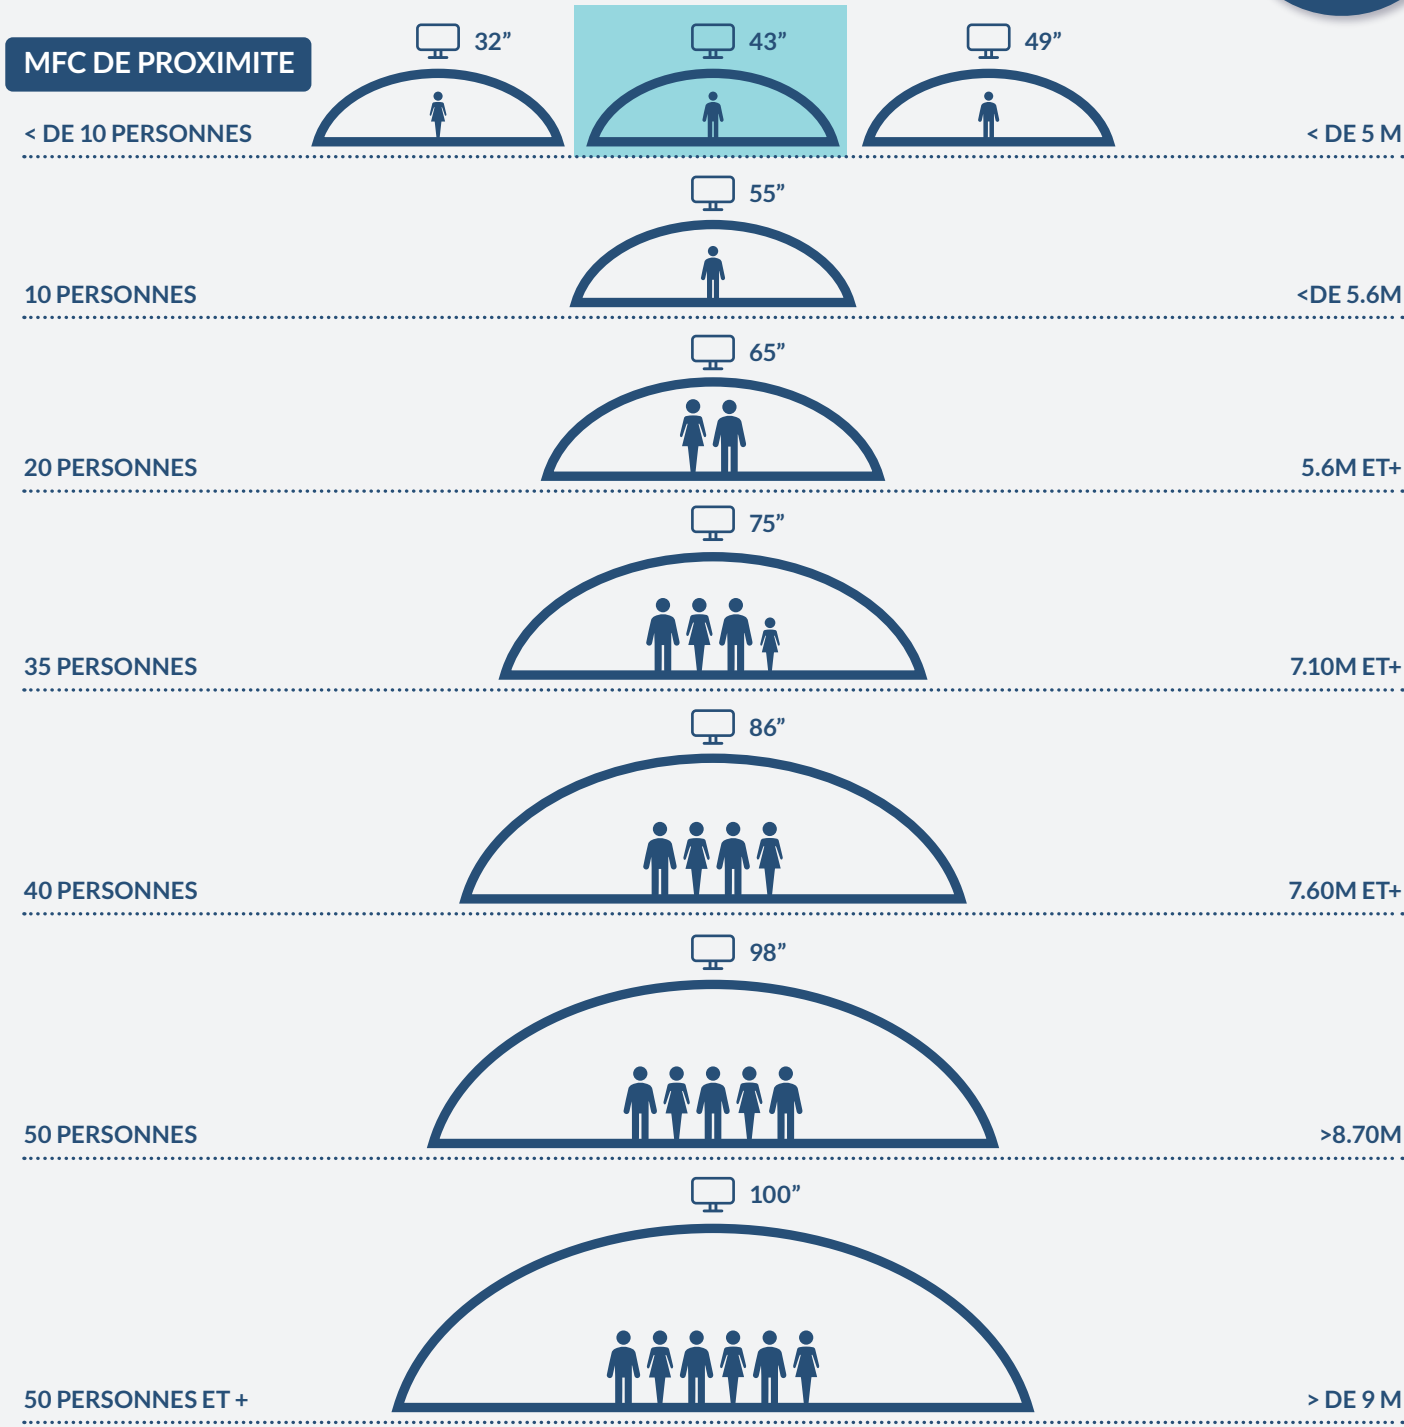 MFC DE PROXIMITE
32”
43”
49”
< DE 10 PERSONNES
< DE 5 M
55”
10 PERSONNES
<DE 5.6M
65”
20 PERSONNES
5.6M ET+
75”
35 PERSONNES
7.10M ET+
86”
40 PERSONNES
7.60M ET+
98”
50 PERSONNES
>8.70M
100”
50 PERSONNES ET +
> DE 9 M